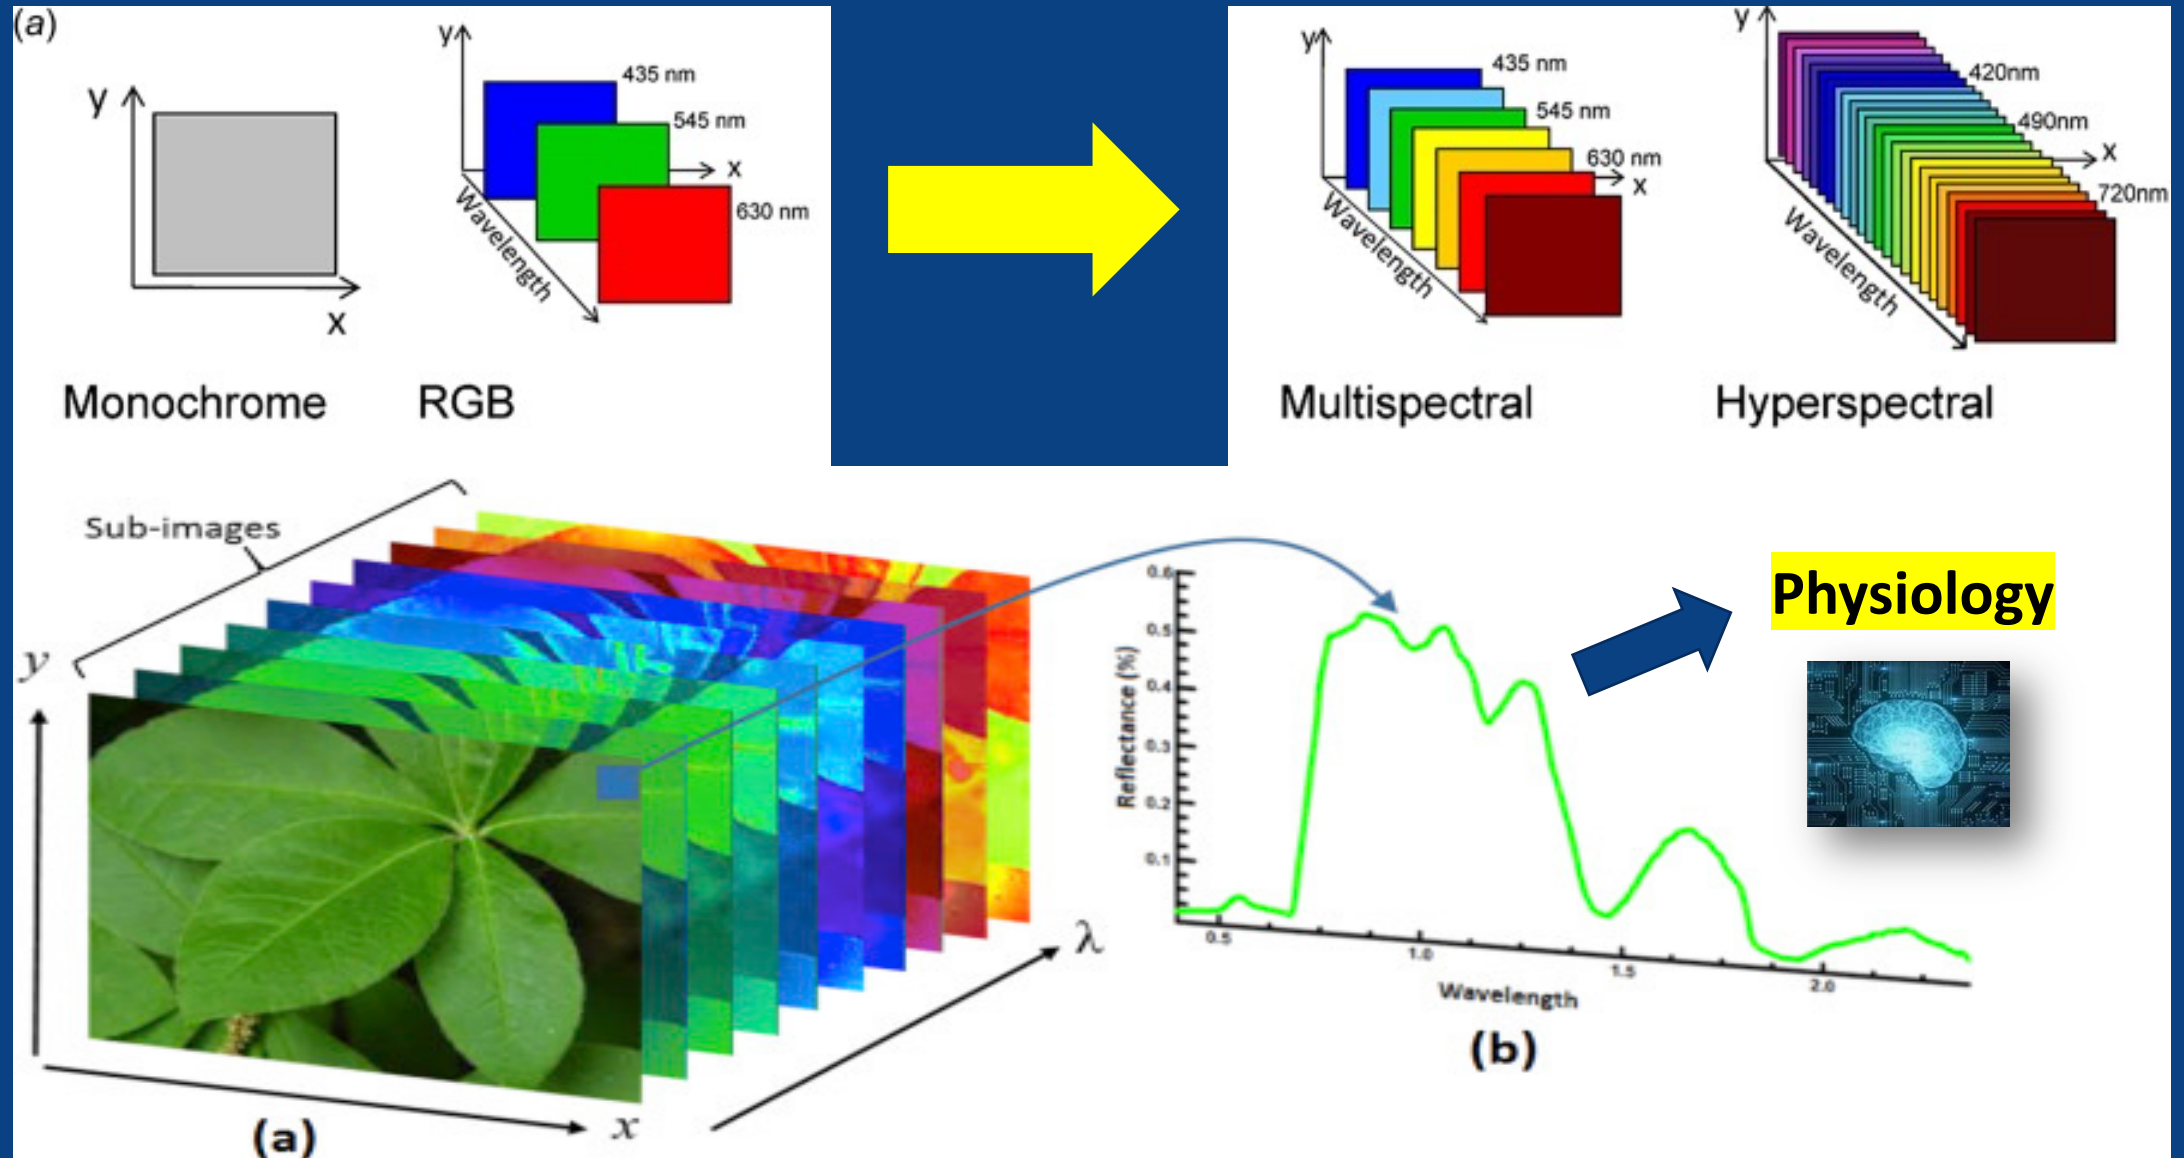 (a)
y
x
Monochrome
y
435 nm
545 nm
x
630 nm
Wavelength
RGB
y
435 nm
545 nm
630 nm
x
Wavelength
Multispectral
y
420nm
490nm
x
720nm
Wavelength
Hyperspectral
Sub-images
y
x
λ
(a)
0.6
0.5
0.4
0.3
0.2
0.1
Reflectance (%)
0.5
1.0
1.5
2.0
Wavelength
(b)
Physiology